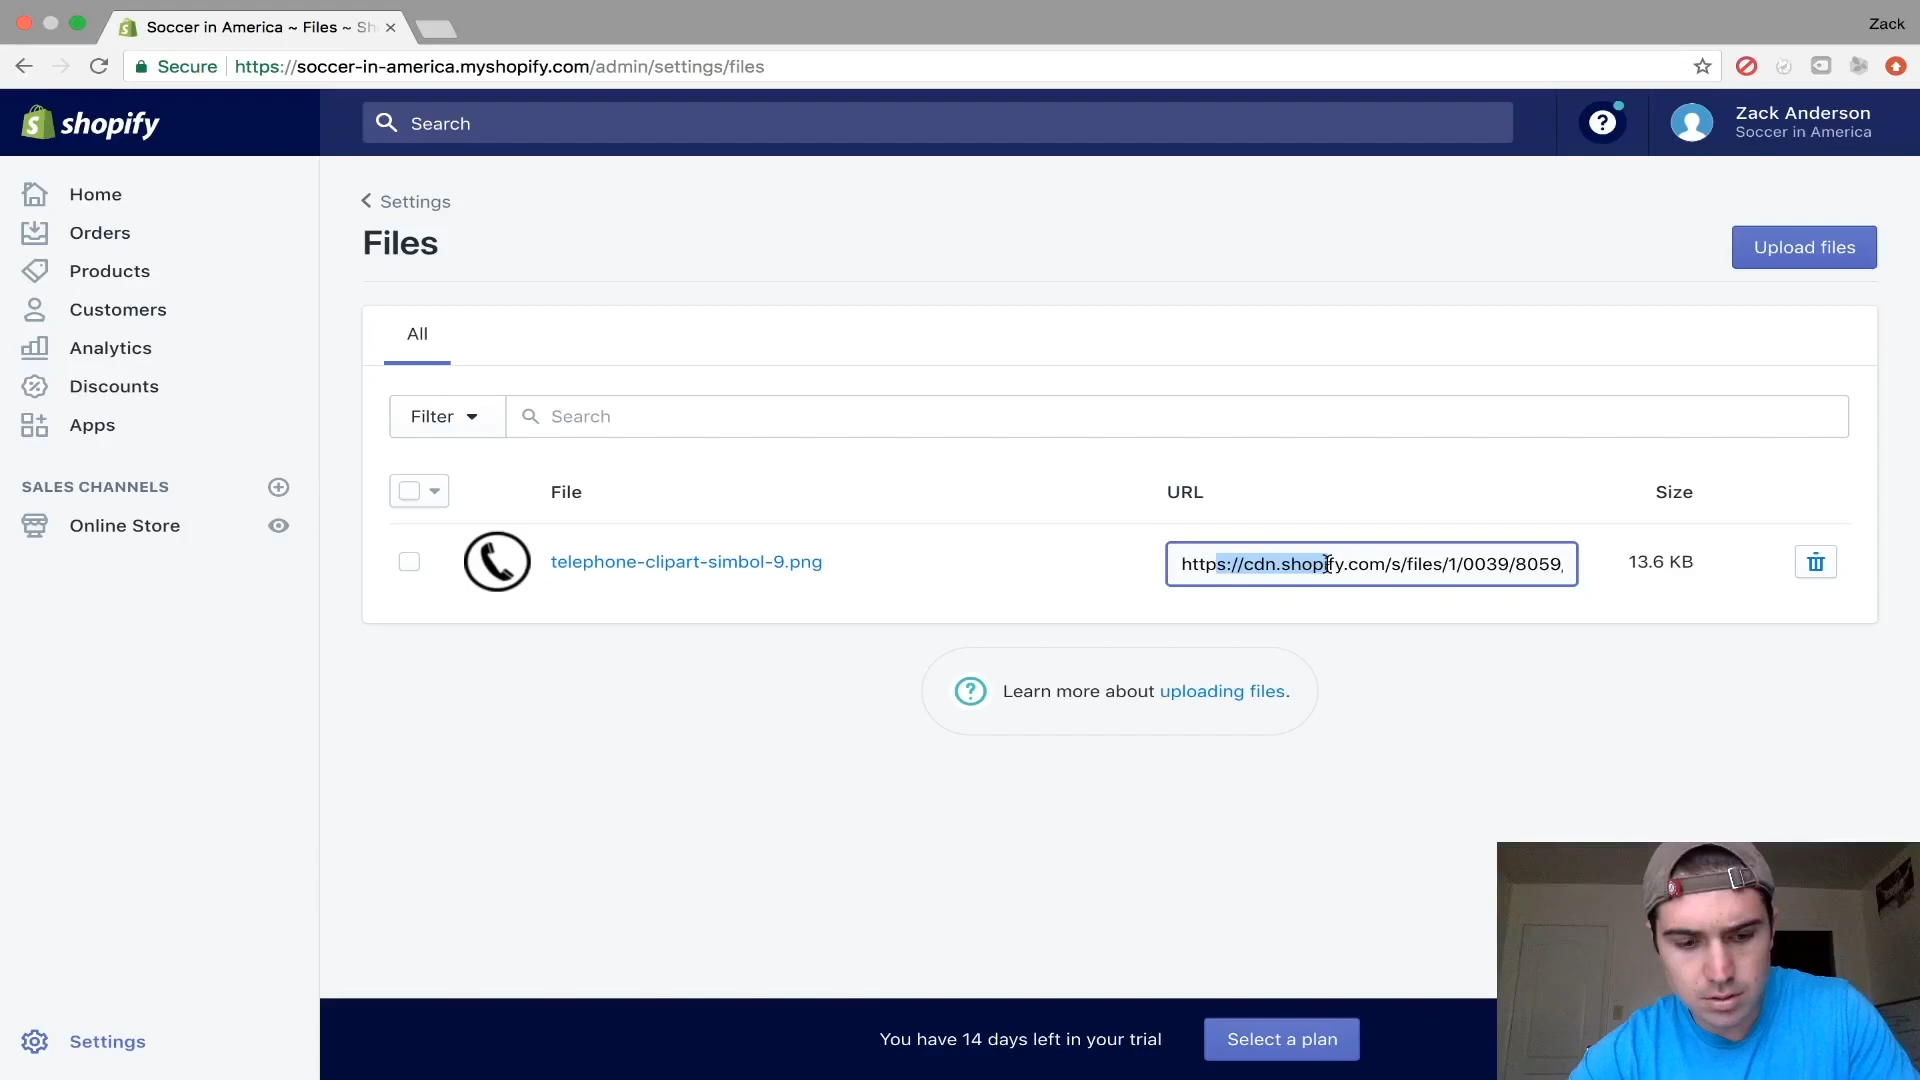 Soccer in America ~ Files ~ Sh
Zack
Secure https://soccer-in-america.myshopify.com/admin/settings/files
shopify
Search
?
Zack Anderson
Soccer in America
Home
Orders
Products
Customers
Analytics
Discounts
Apps
SALES CHANNELS
Online Store
Settings
Settings
Files
Upload files
All
Filter
Search
File URL Size
telephone-clipart-simbol-9.png https://cdn.shopify.com/s/files/1/0039/8059, 13.6 KB
? Learn more about uploading files.
You have 14 days left in your trial Select a plan